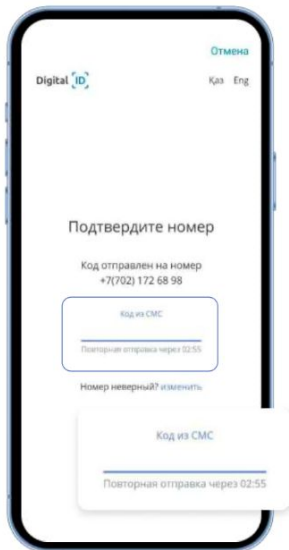 Отмена
Digital ID
Қаз Eng
Подтвердите номер
Код отправлен на номер
+7(702) 172 68 98
Код из СМС
Повторная отправка через 02:55
Номер неверный? изменить
Код из СМС
Повторная отправка через 02:55